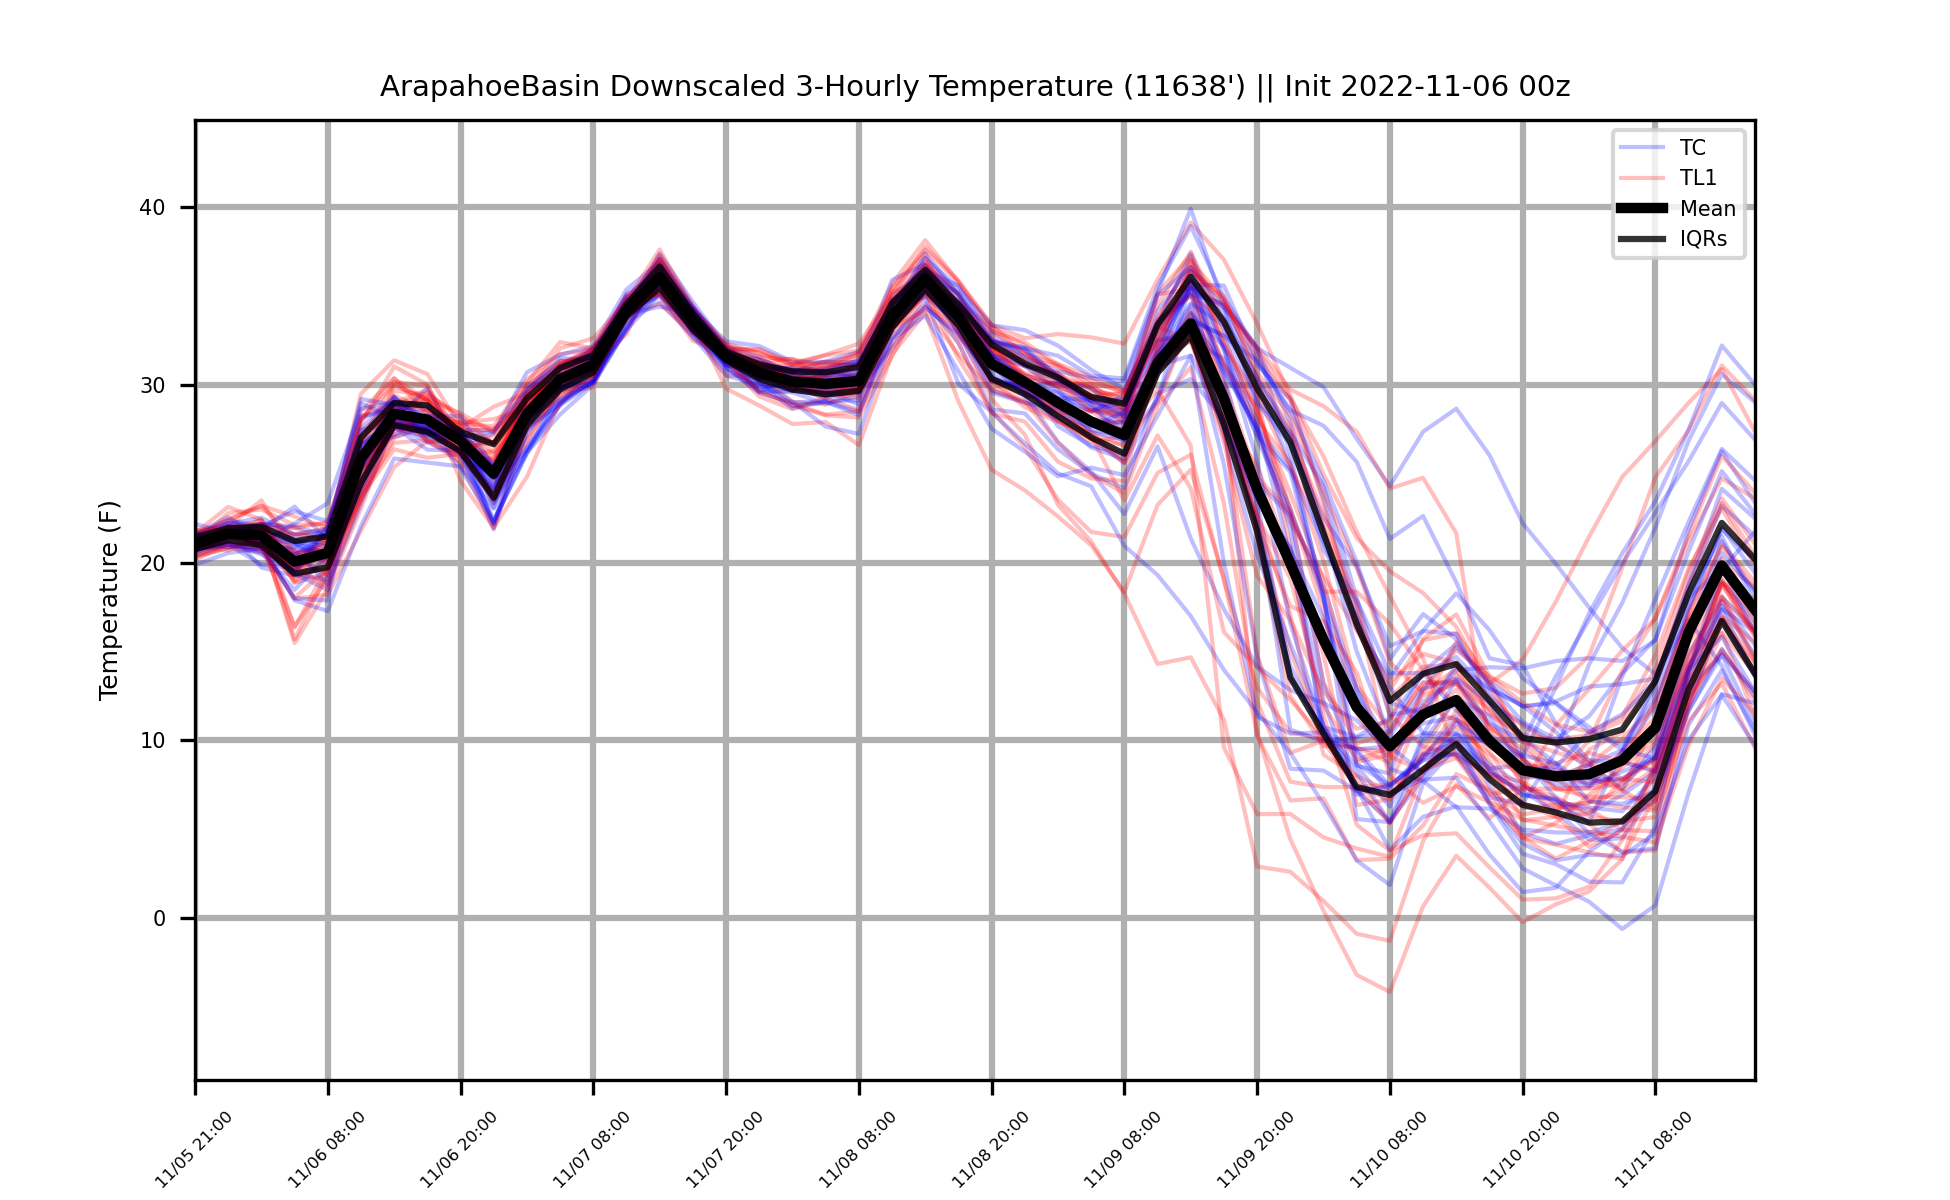 ArapahoeBasin Downscaled 3-Hourly Temperature (11638') || Init 2022-11-06 00z
TC
TL1
Mean
IQRs
Temperature (F)
40
30
20
10
0
11/05 21:00
11/06 08:00
11/06 20:00
11/07 08:00
11/07 20:00
11/08 08:00
11/08 20:00
11/09 08:00
11/09 20:00
11/10 08:00
11/10 20:00
11/11 08:00